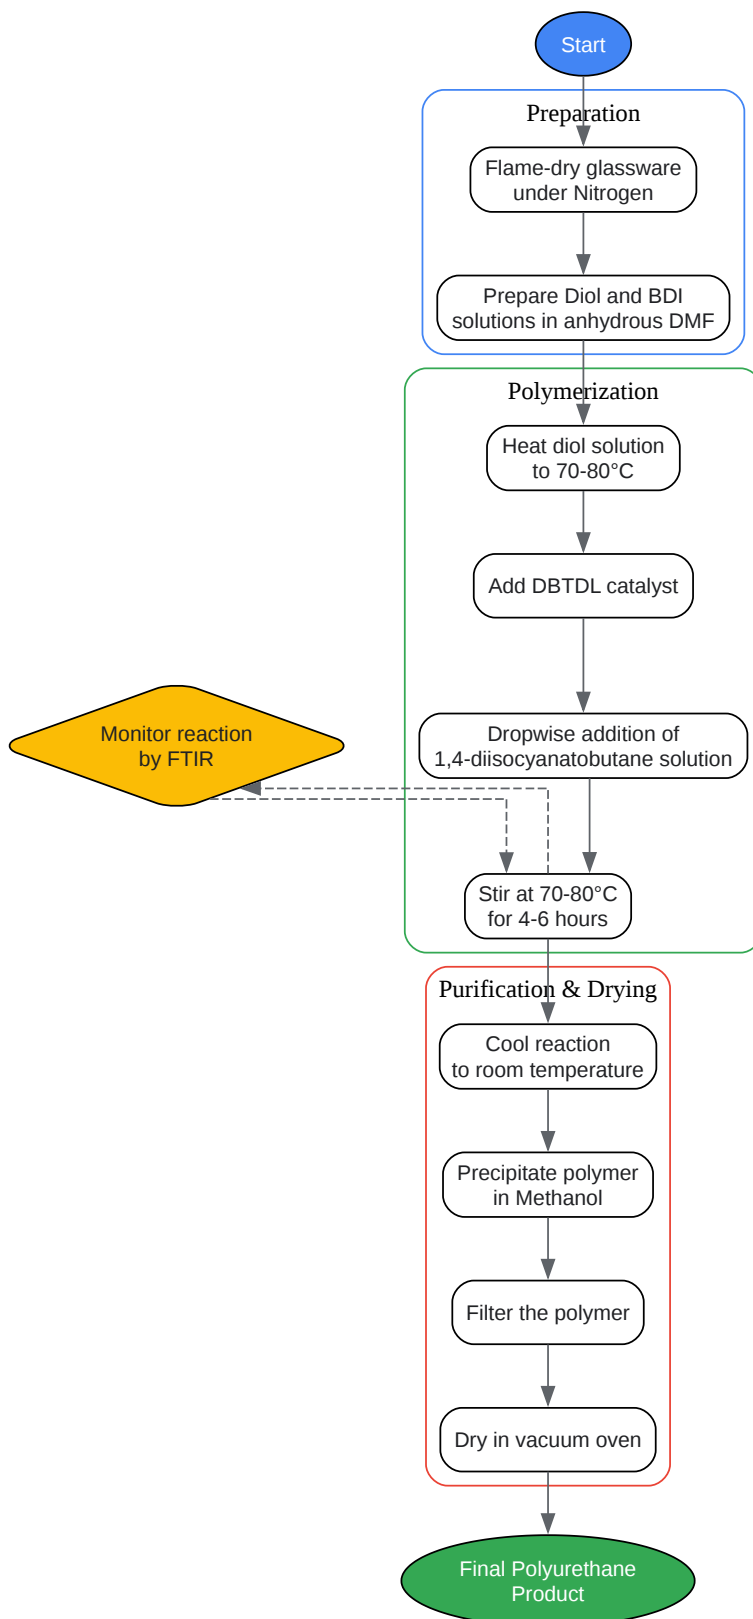 Start
Preparation
Flame-dry glassware
under Nitrogen
Prepare Diol and BDI
solutions in anhydrous DMF
Polymerization
Heat diol solution
to 70-80°C
Add DBTDL catalyst
Monitor reaction
by FTIR
Dropwise addition of
1,4-diisocyanatobutane solution
Stir at 70-80°C
for 4-6 hours
Purification & Drying
Cool reaction
to room temperature
Precipitate polymer
in Methanol
Filter the polymer
Dry in vacuum oven
Final Polyurethane
Product